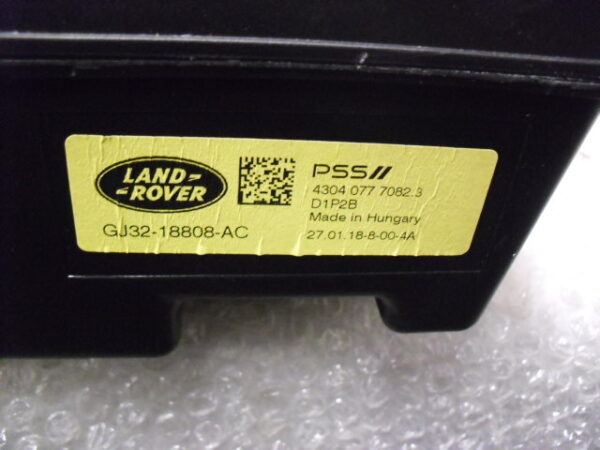 LAND-
-ROVER
GJ32-18808-AC
PSS//
4304 077 7082.3
D1P2B
Made in Hungary
27.01.18-8-00-4A